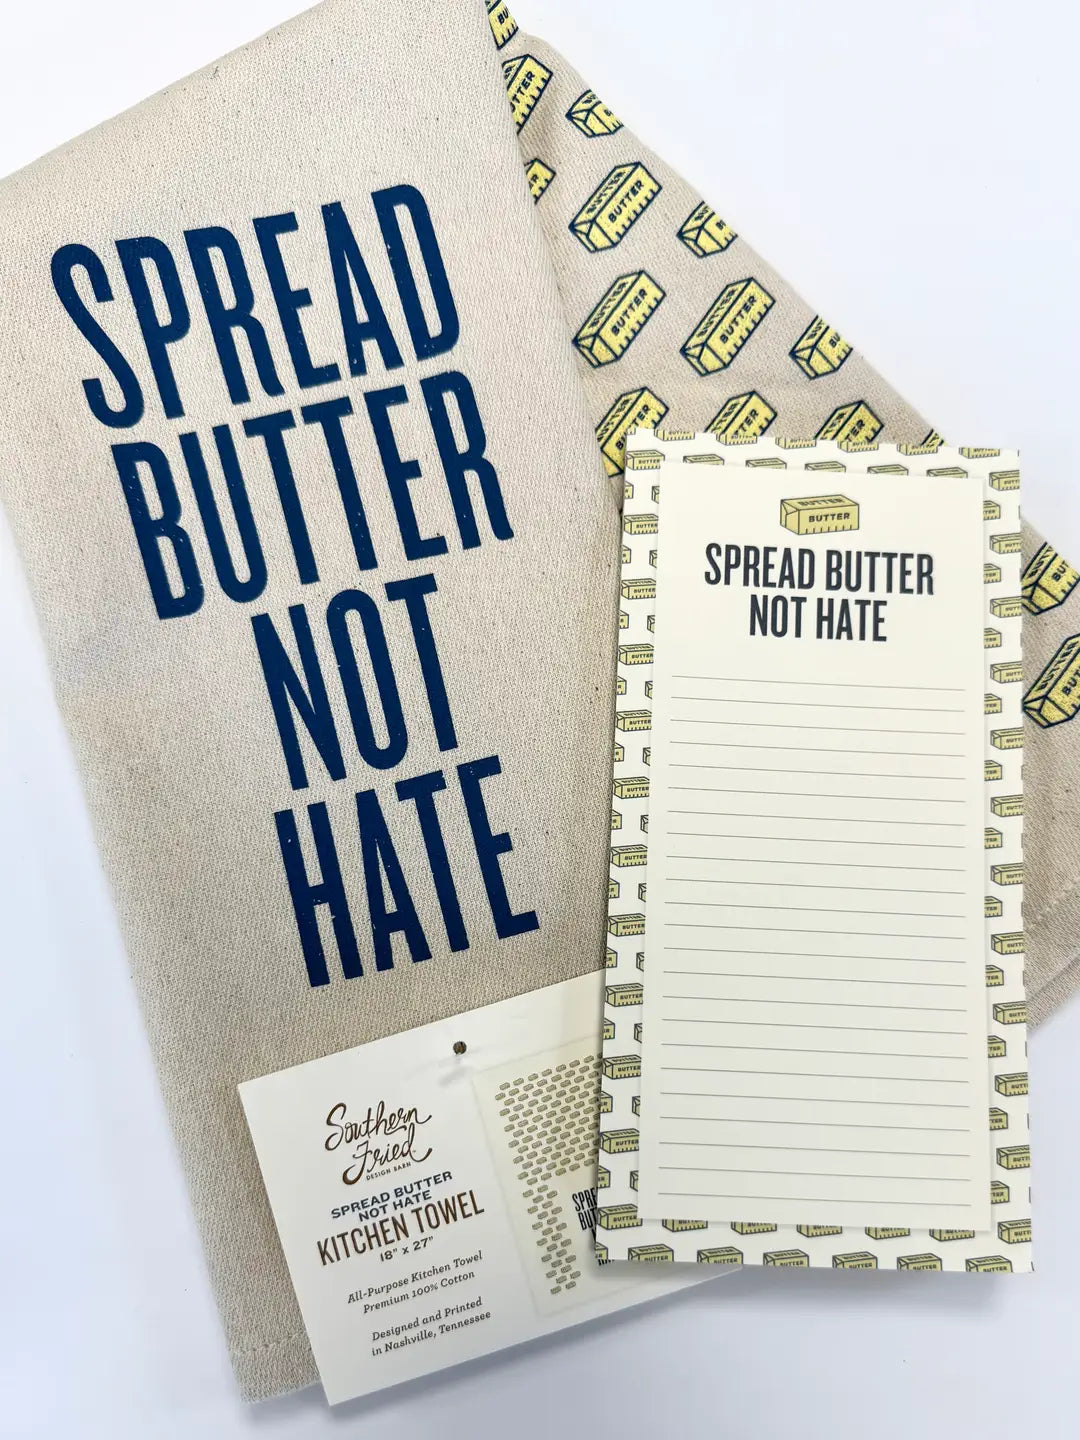 SPREAD
BUTTER
NOT
HATE
BUTTER
BUTTER
SPREAD BUTTER
NOT HATE
Southern
Fried
DESIGN BARN
SPREAD BUTTER
NOT HATE
KITCHEN TOWEL
18" x 27"
All-Purpose Kitchen Towel
Premium 100% Cotton
Designed and Printed
in Nashville, Tennessee